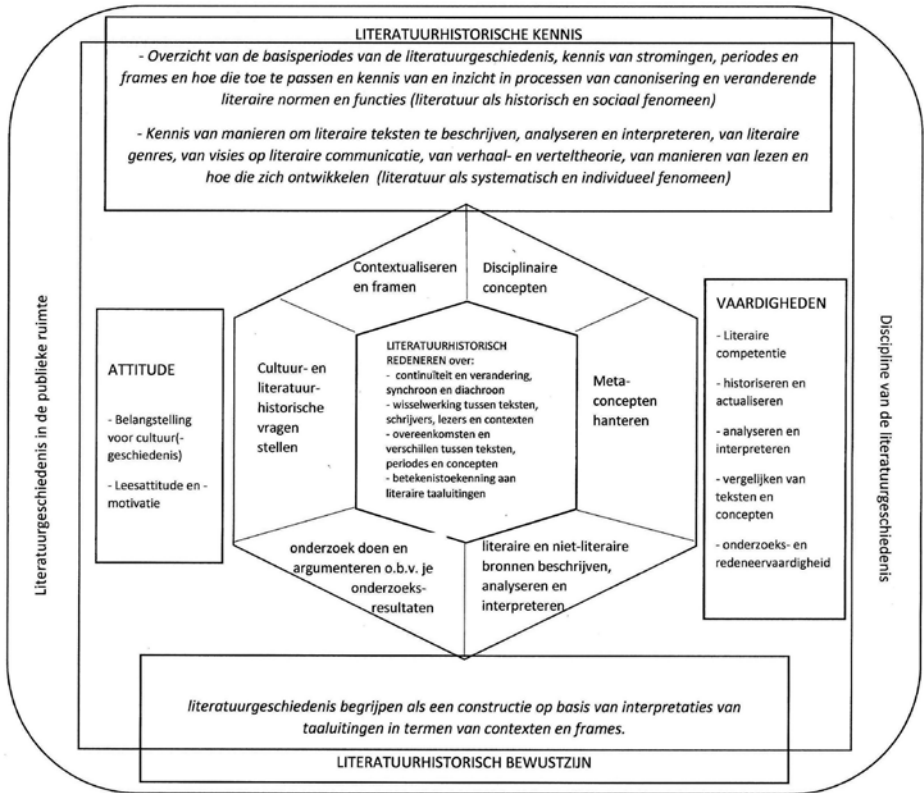 LITERATUURHISTORISCHE KENNIS
- Overzicht van de basisperiodes van de literatuurgeschiedenis, kennis van stromingen, periodes en
frames en hoe die toe te passen en kennis van en inzicht in processen van canonisering en veranderende
literaire normen en functies (literatuur als historisch en sociaal fenomeen)
- Kennis van manieren om literaire teksten te beschrijven, analyseren en interpreteren, van literaire
genres, van visies op literaire communicatie, van verhaal- en verteltheorie, van manieren van lezen en
hoe die zich ontwikkelen (literatuur als systematisch en individueel fenomeen)
Literatuurgeschiedenis in de publieke ruimte
ATTITUDE
- Belangstelling
voor cultuur(-
geschiedenis)
- Leesattitude en -
motivatie
Contextualiseren
en framen
Disciplinaire
concepten
Cultuur- en
literatuur-
historische
vragen
stellen
LITERATUURHISTORISCH
REDENEREN over:
- continuïteit en verandering,
synchroon en diachroon
- wisselwerking tussen teksten,
schrijvers, lezers en contexten
- overeenkomsten en
verschillen tussen teksten,
periodes en concepten
- betekenistoekenning aan
literaire taaluitingen
Meta-
concepten
hanteren
onderzoek doen en
argumenteren o.b.v. je
onderzoeks-
resultaten
literaire en niet-literaire
bronnen beschrijven,
analyseren en
interpreteren
VAARDIGHEDEN
- Literaire
competentie
- historiseren en
actualiseren
- analyseren en
interpreteren
- vergelijken van
teksten en
concepten
- onderzoeks- en
redeneervaardigheid
Discipline van de literatuurgeschiedenis
literatuurgeschiedenis begrijpen als een constructie op basis van interpretaties van
taaluitingen in termen van contexten en frames.
LITERATUURHISTORISCH BEWUSTZIJN